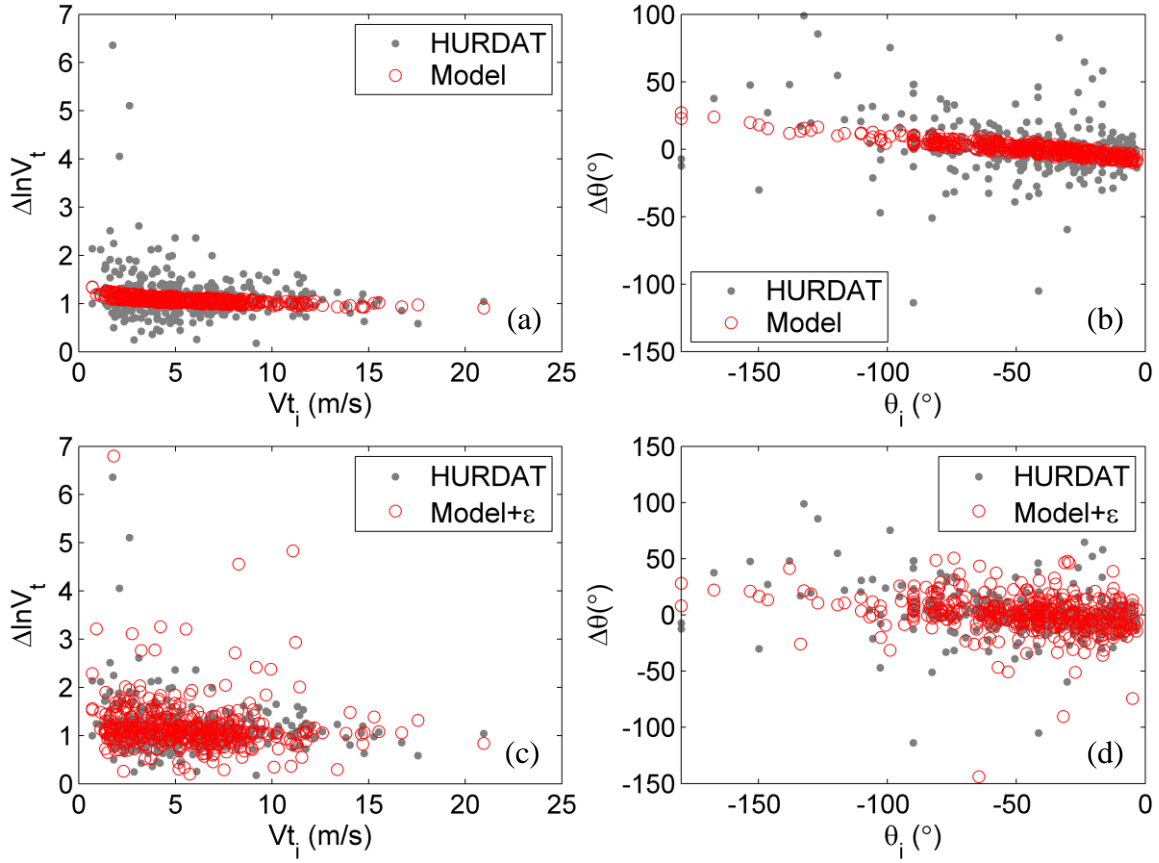 7
6
5
4
3
2
1
0
ΔlnV_t
HURDAT
Model
(a)
0 5 10 15 20 25
Vt_i (m/s)
100
50
0
-50
-100
-150
Δθ(°)
HURDAT
Model
(b)
-150 -100 -50 0
θ_i (°)
7
6
5
4
3
2
1
0
ΔlnV_t
HURDAT
Model+ε
(c)
0 5 10 15 20 25
Vt_i (m/s)
150
100
50
0
-50
-100
-150
Δθ(°)
HURDAT
Model+ε
(d)
-150 -100 -50 0
θ_i (°)